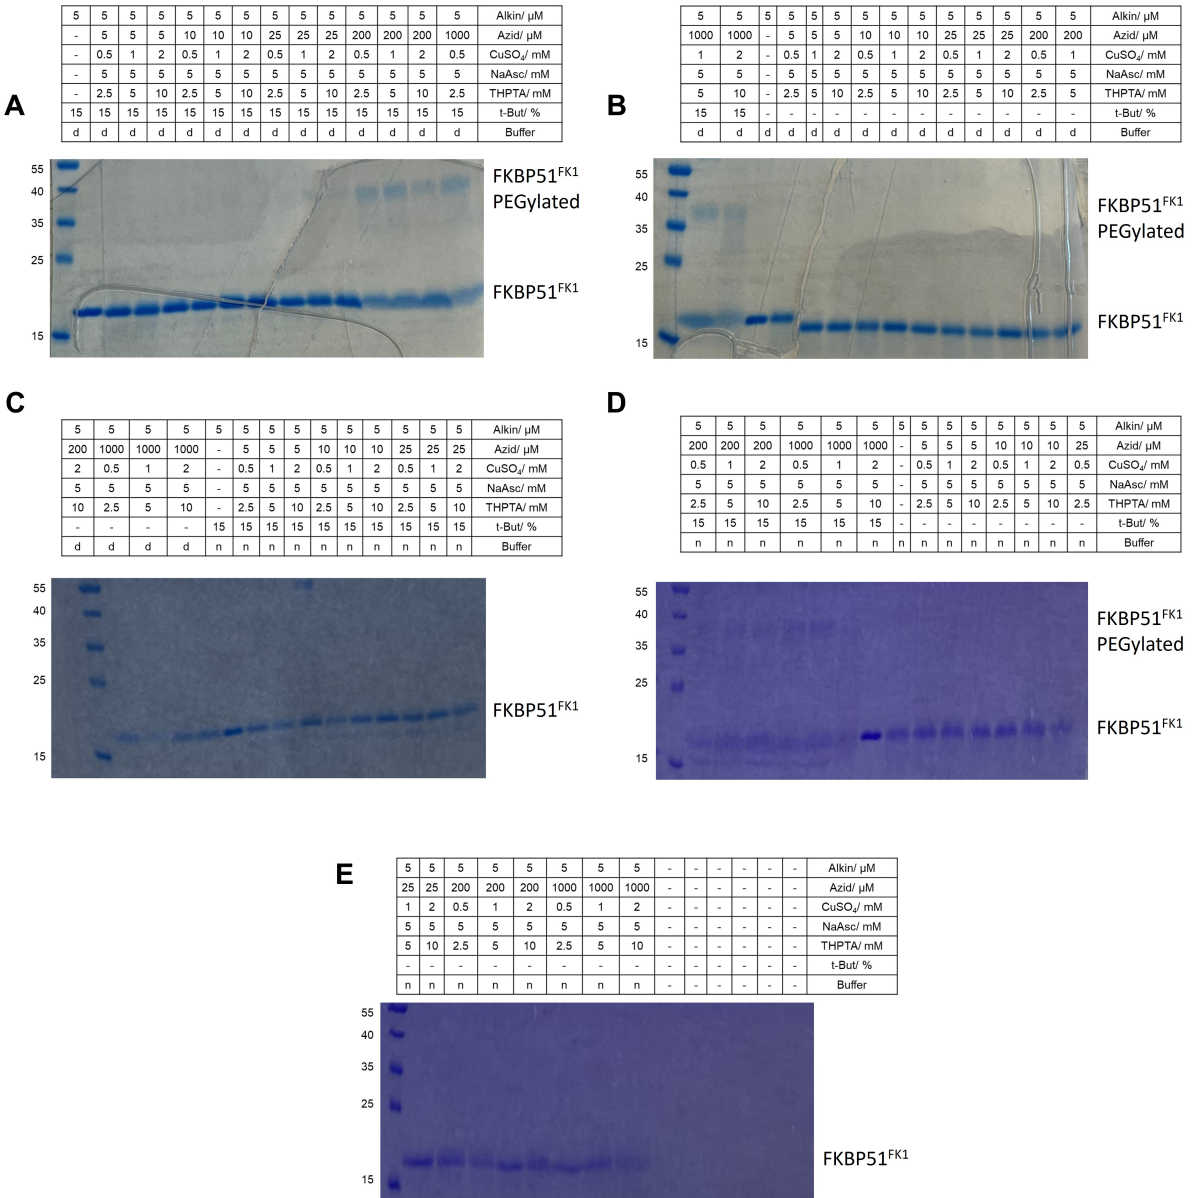 A
5 5 5 5 5 5 5 5 5 5 5 5 5 5 Alkin/ µM
- 5 5 5 10 10 10 25 25 25 200 200 200 1000 Azid/ µM
- 0.5 1 2 0.5 1 2 0.5 1 2 0.5 1 2 0.5 CuSO₄/ mM
- 5 5 5 5 5 5 5 5 5 5 5 5 5 NaAsc/ mM
- 2.5 5 10 2.5 5 10 2.5 5 10 2.5 5 10 2.5 THPTA/ mM
15 15 15 15 15 15 15 15 15 15 15 15 15 15 t-But/ %
d d d d d d d d d d d d d d Buffer
55
40
35
25
15
FKBP51ᶠᴷ¹
PEGylated
FKBP51ᶠᴷ¹
B
5 5 5 5 5 5 5 5 5 5 5 5 5 5 Alkin/ µM
1000 1000 - 5 5 5 10 10 10 25 25 25 200 200 Azid/ µM
1 2 - 0.5 1 2 0.5 1 2 0.5 1 2 0.5 1 CuSO₄/ mM
5 5 - 5 5 5 5 5 5 5 5 5 5 5 NaAsc/ mM
5 10 - 2.5 5 10 2.5 5 10 2.5 5 10 2.5 5 THPTA/ mM
15 15 - - - - - - - - - - - - t-But/ %
d d d d d d d d d d d d d d Buffer
55
40
35
25
15
FKBP51ᶠᴷ¹
PEGylated
FKBP51ᶠᴷ¹
C
5 5 5 5 5 5 5 5 5 5 5 5 5 5 Alkin/ µM
200 1000 1000 1000 - 5 5 5 10 10 10 25 25 25 Azid/ µM
2 0.5 1 2 - 0.5 1 2 0.5 1 2 0.5 1 2 CuSO₄/ mM
5 5 5 5 - 5 5 5 5 5 5 5 5 5 NaAsc/ mM
10 2.5 5 10 - 2.5 5 10 2.5 5 10 2.5 5 10 THPTA/ mM
- - - - 15 15 15 15 15 15 15 15 15 15 t-But/ %
d d d d n n n n n n n n n n Buffer
55
40
35
25
15
FKBP51ᶠᴷ¹
D
5 5 5 5 5 5 5 5 5 5 5 5 5 5 Alkin/ µM
200 200 200 1000 1000 1000 - 5 5 5 10 10 10 25 Azid/ µM
0.5 1 2 0.5 1 2 - 0.5 1 2 0.5 1 2 0.5 CuSO₄/ mM
5 5 5 5 5 5 - 5 5 5 5 5 5 5 NaAsc/ mM
2.5 5 10 2.5 5 10 - 2.5 5 10 2.5 5 10 2.5 THPTA/ mM
15 15 15 15 15 15 - - - - - - - - t-But/ %
n n n n n n n n n n n n n n Buffer
55
40
35
25
15
FKBP51ᶠᴷ¹
PEGylated
FKBP51ᶠᴷ¹
E
5 5 5 5 5 5 5 5 - - - - - - Alkin/ µM
25 25 200 200 200 1000 1000 1000 - - - - - - Azid/ µM
1 2 0.5 1 2 0.5 1 2 - - - - - - CuSO₄/ mM
5 5 5 5 5 5 5 5 - - - - - - NaAsc/ mM
5 10 2.5 5 10 2.5 5 10 - - - - - - THPTA/ mM
- - - - - - - - - - - - - - t-But/ %
n n n n n n n n - - - - - - Buffer
55
40
35
25
15
FKBP51ᶠᴷ¹